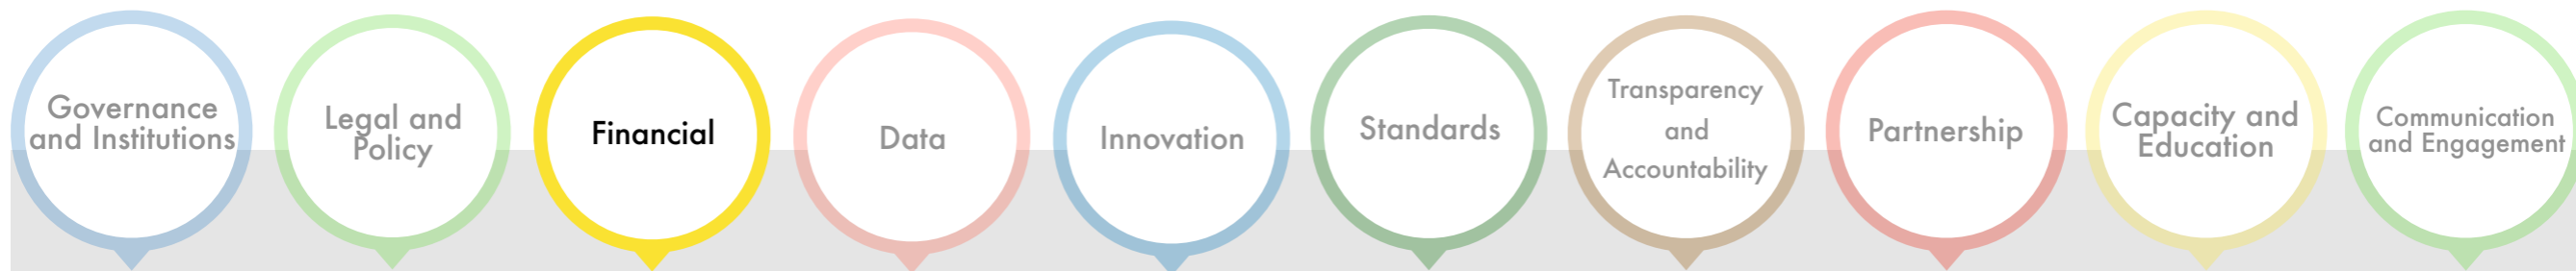 Governance
and Institutions
Legal and
Policy
Financial
Data
Innovation
Standards
Transparency
and
Accountability
Partnership
Capacity and
Education
Communication
and Engagement